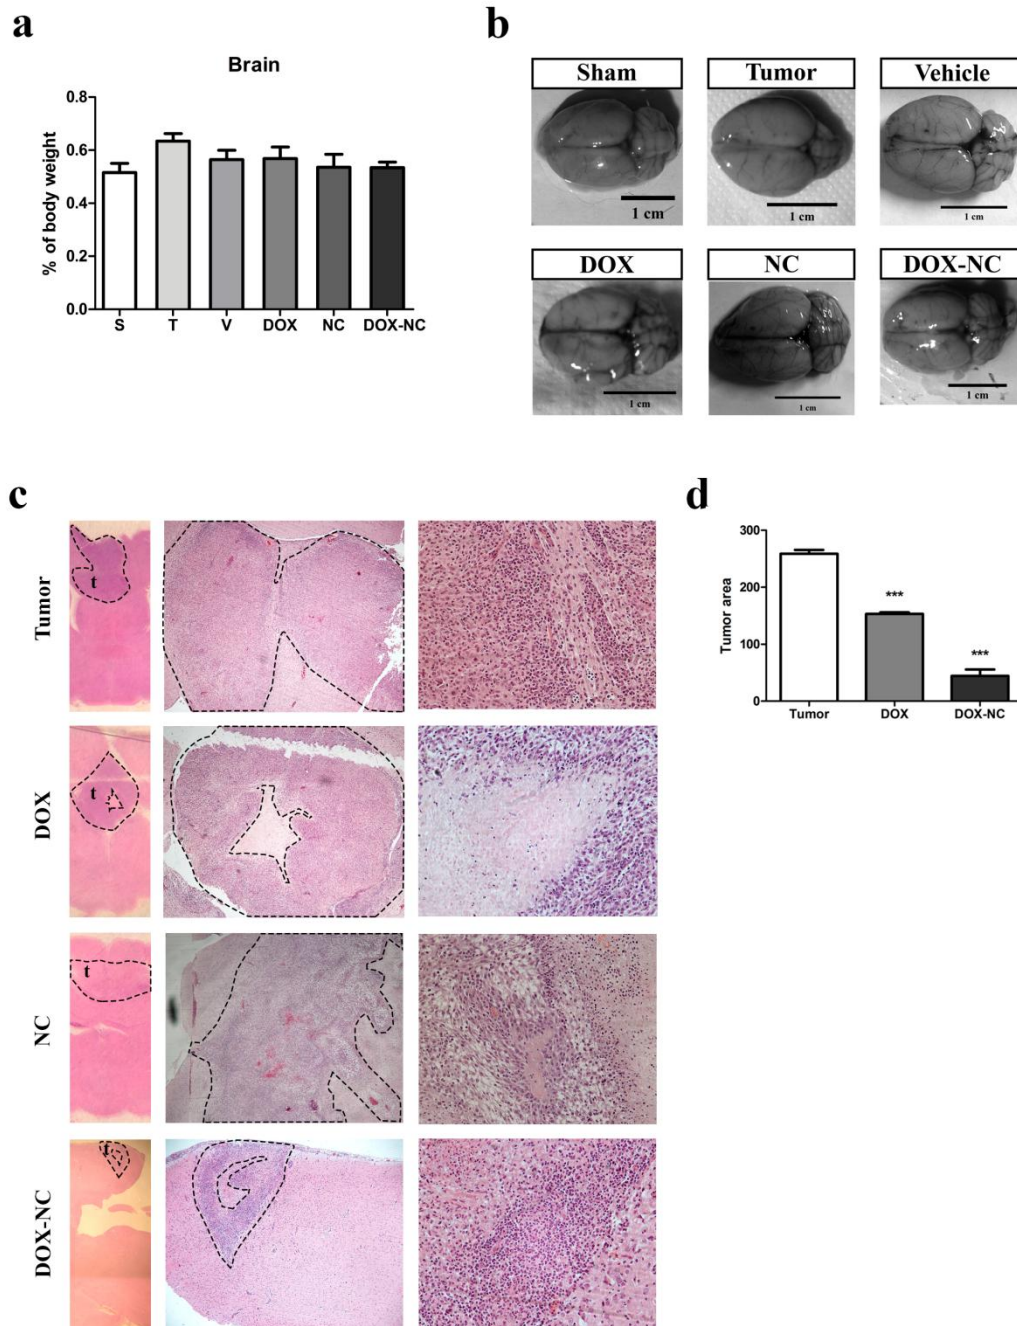 a
Brain
% of body weight
0.8
0.6
0.4
0.2
0.0
S T V DOX NC DOX-NC
b
Sham Tumor Vehicle
1 cm 1 cm 1 cm
DOX NC DOX-NC
1 cm 1 cm 1 cm
c
Tumor
t
DOX
t
NC
t
DOX-NC
t
d
Tumor area
300
200
100
0
***
***
Tumor DOX DOX-NC